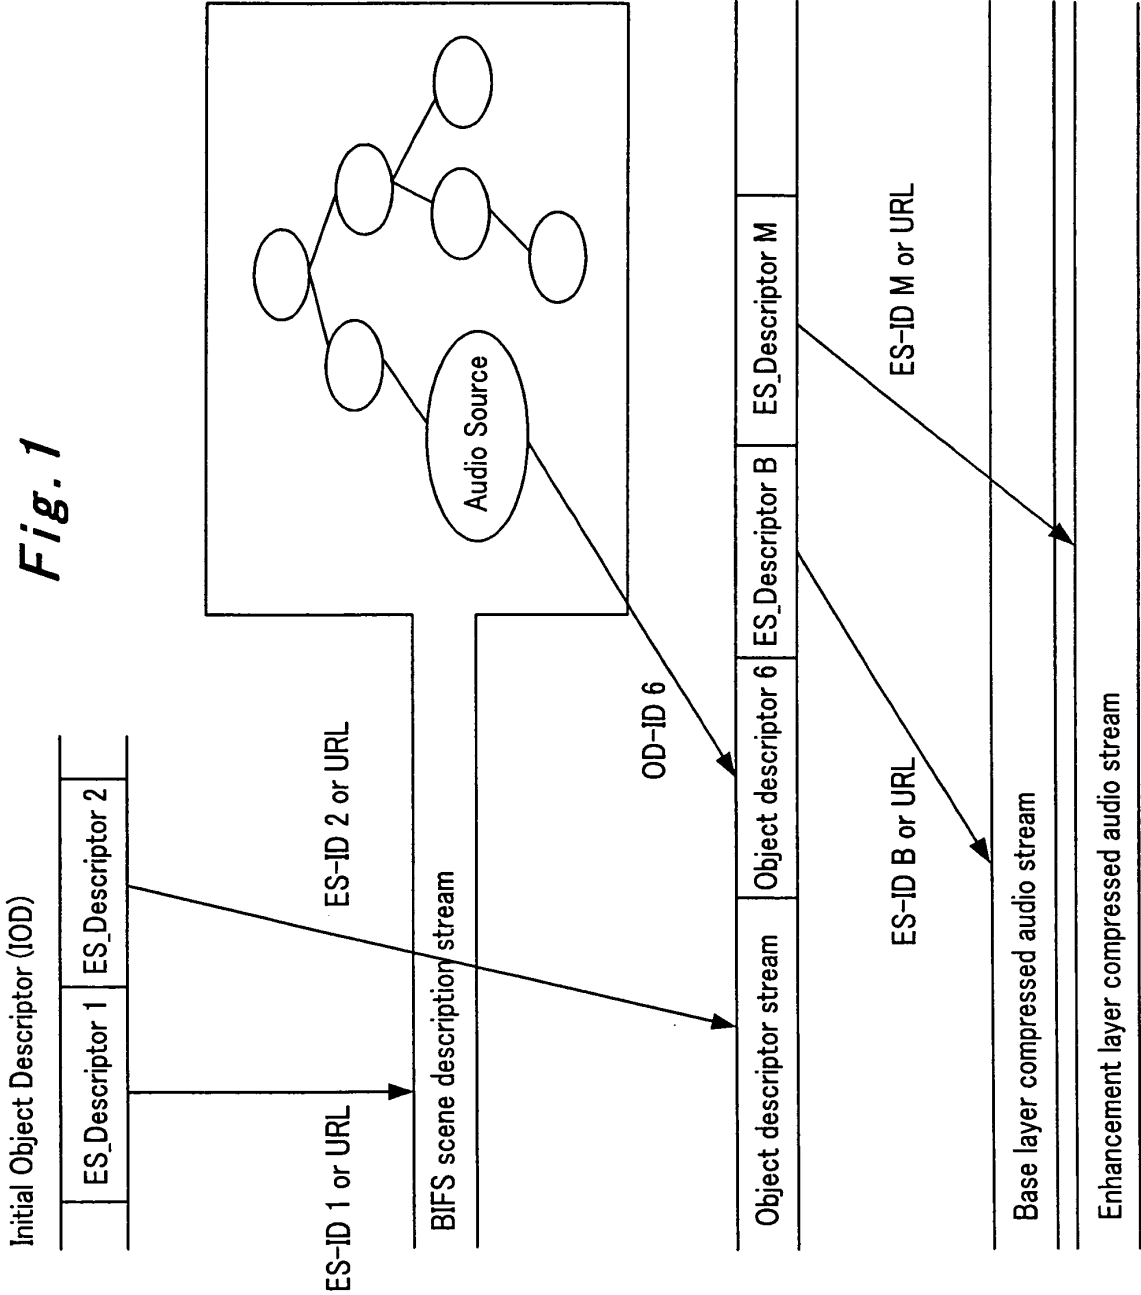 Fig. 1
Initial Object Descriptor (IOD)
ES_Descriptor 1
ES_Descriptor 2
ES-ID 1 or URL
ES-ID 2 or URL
BIFS scene description stream
Audio Source
OD-ID 6
Object descriptor stream
Object descriptor 6
ES_Descriptor B
ES_Descriptor M
ES-ID B or URL
ES-ID M or URL
Base layer compressed audio stream
Enhancement layer compressed audio stream